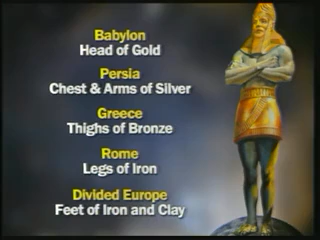 Babylon
Head of Gold
Persia
Chest & Arms of Silver
Greece
Thighs of Bronze
Rome
Legs of Iron
Divided Europe
Feet of Iron and Clay